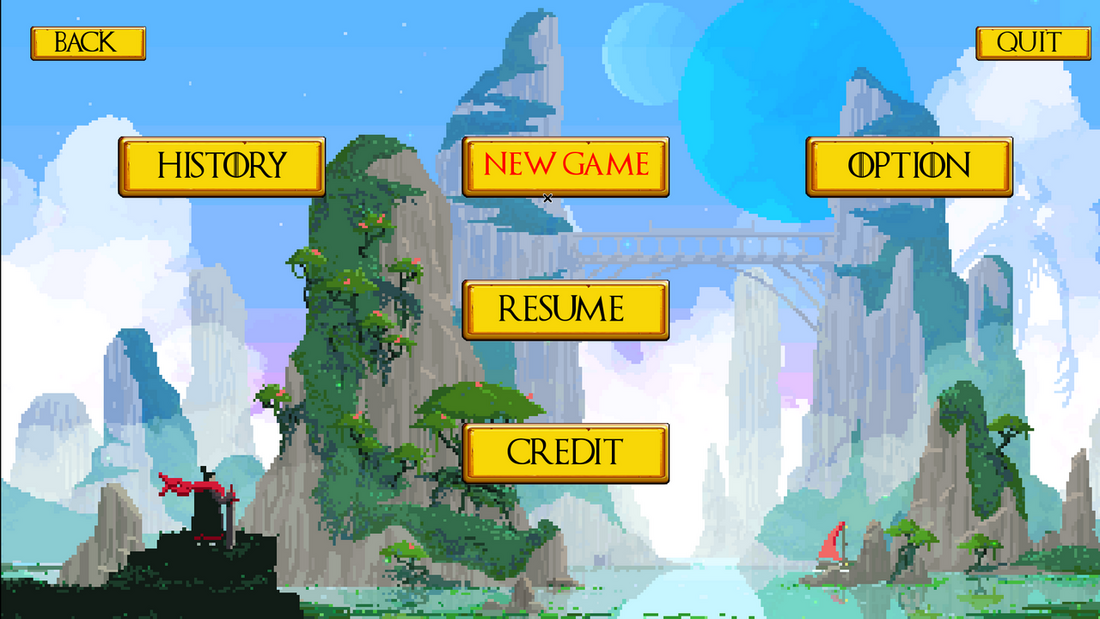 BACK
QUIT
HISTORY
NEW GAME
OPTION
RESUME
CREDIT